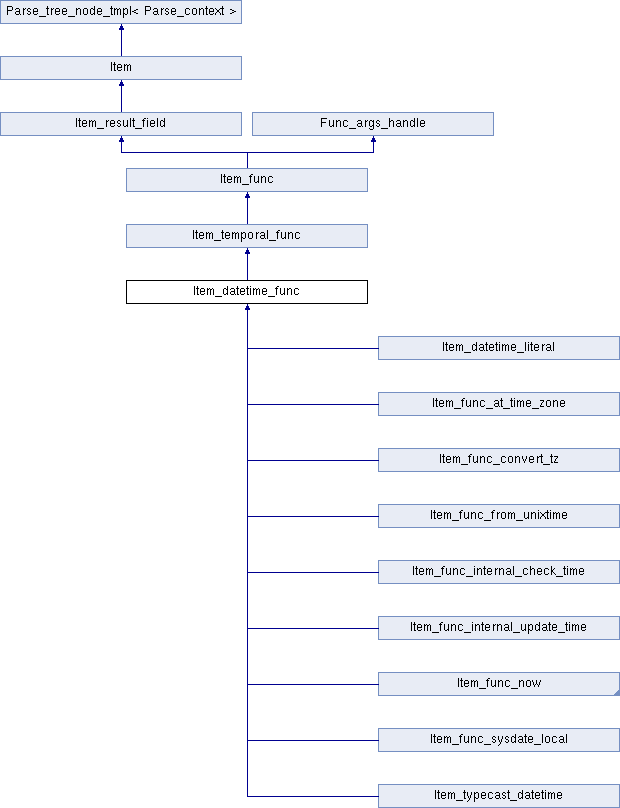 Parse_tree_node_tmpl< Parse_context >
Item
Item_result_field
Func_args_handle
Item_func
Item_temporal_func
Item_datetime_func
Item_datetime_literal
Item_func_at_time_zone
Item_func_convert_tz
Item_func_from_unixtime
Item_func_internal_check_time
Item_func_internal_update_time
Item_func_now
Item_func_sysdate_local
Item_typecast_datetime